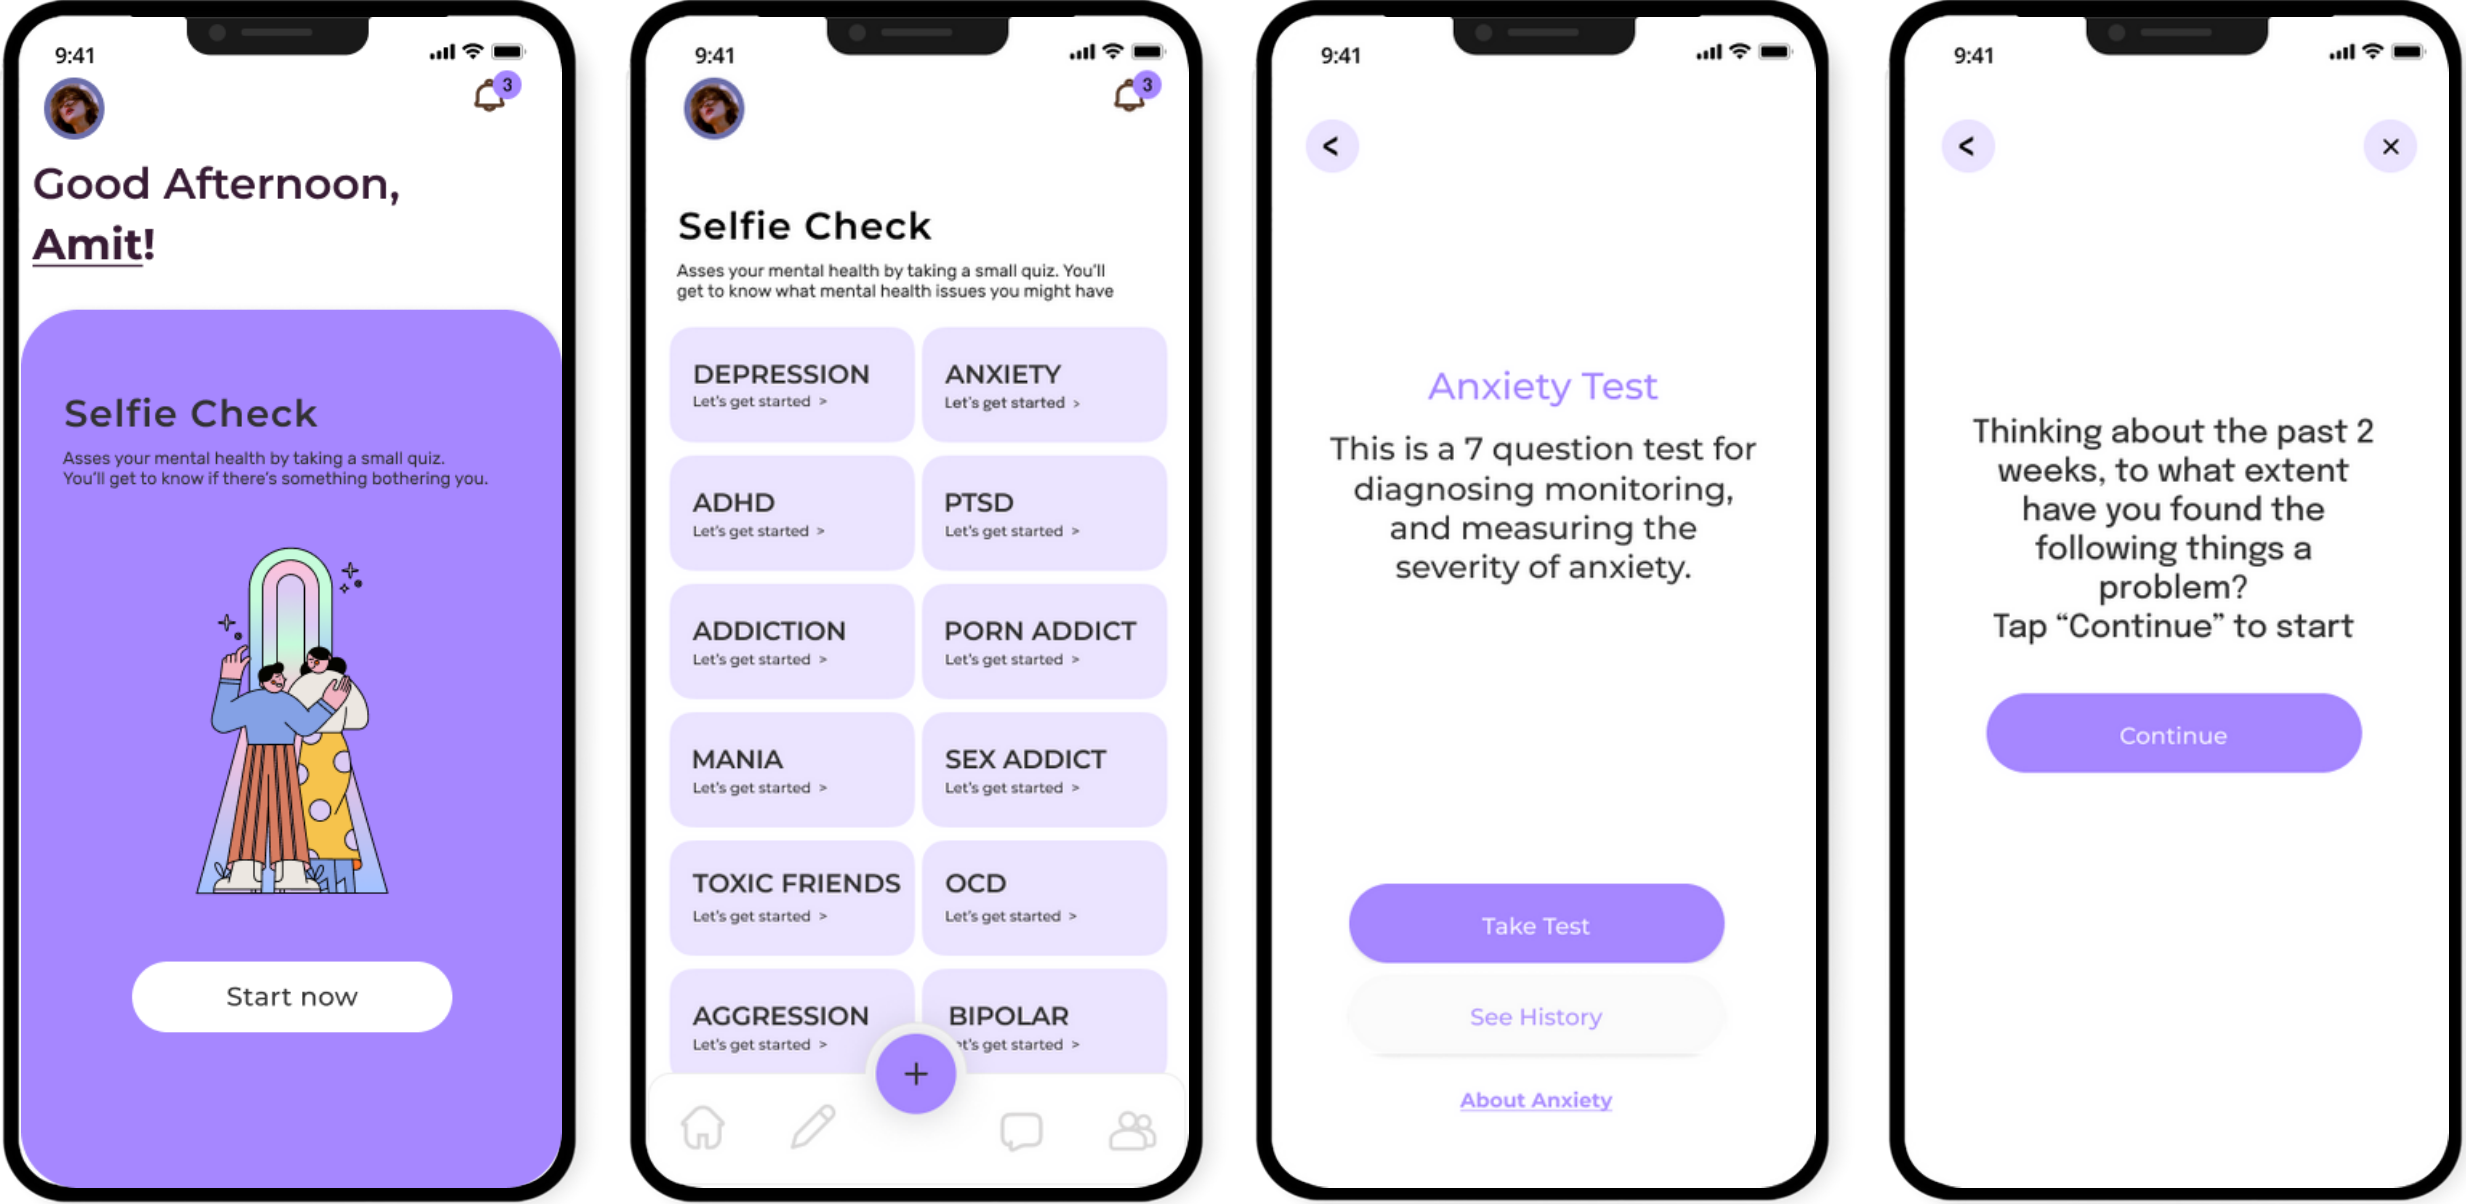 9:41
3
Good Afternoon,
Amit!
Selfie Check
Asses your mental health by taking a small quiz.
You'll get to know if there's something bothering you.
Start now
9:41
3
Selfie Check
Asses your mental health by taking a small quiz. You'll
get to know what mental health issues you might have
DEPRESSION
Let's get started >
ANXIETY
Let's get started >
ADHD
Let's get started >
PTSD
Let's get started >
ADDICTION
Let's get started >
PORN ADDICT
Let's get started >
MANIA
Let's get started >
SEX ADDICT
Let's get started >
TOXIC FRIENDS
Let's get started >
OCD
Let's get started >
AGGRESSION
Let's get started >
BIPOLAR
et's get started >
+
9:41
<
Anxiety Test
This is a 7 question test for
diagnosing monitoring,
and measuring the
severity of anxiety.
Take Test
See History
About Anxiety
9:41
<
×
Thinking about the past 2
weeks, to what extent
have you found the
following things a
problem?
Tap “Continue” to start
Continue